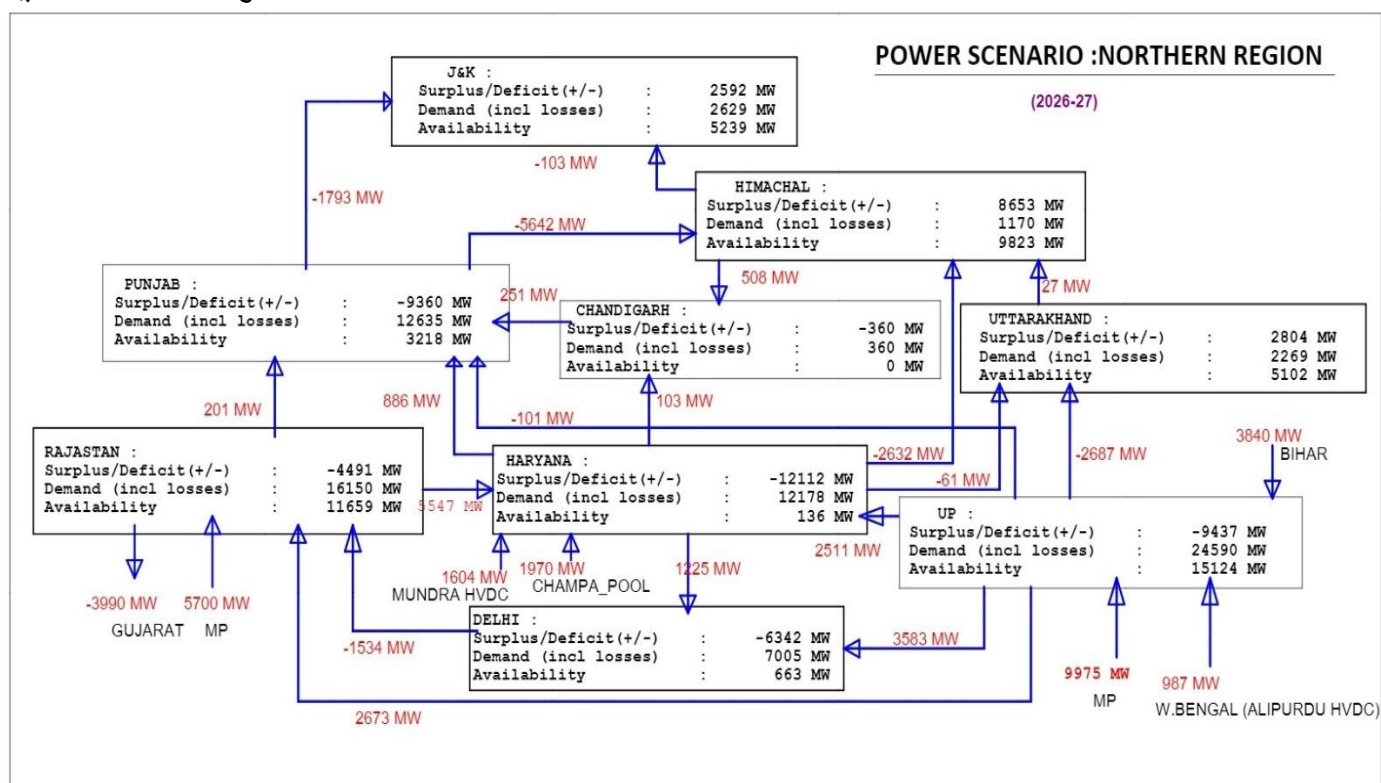 POWER SCENARIO :NORTHERN REGION
(2026-27)
J&K :
Surplus/Deficit(+/-) : 2592 MW
Demand (incl losses) : 2629 MW
Availability : 5239 MW
-103 MW
-1793 MW
HIMACHAL :
Surplus/Deficit(+/-) : 8653 MW
Demand (incl losses) : 1170 MW
Availability : 9823 MW
-5642 MW
508 MW
27 MW
PUNJAB :
Surplus/Deficit(+/-) : -9360 MW
Demand (incl losses) : 12635 MW
Availability : 3218 MW
251 MW
CHANDIGARH :
Surplus/Deficit(+/-) : -360 MW
Demand (incl losses) : 360 MW
Availability : 0 MW
UTTARAKHAND :
Surplus/Deficit(+/-) : 2804 MW
Demand (incl losses) : 2269 MW
Availability : 5102 MW
201 MW
886 MW
103 MW
-101 MW
RAJASTAN :
Surplus/Deficit(+/-) : -4491 MW
Demand (incl losses) : 16150 MW
Availability : 11659 MW
5547 MW
HARYANA :
Surplus/Deficit(+/-) : -12112 MW
Demand (incl losses) : 12178 MW
Availability : 136 MW
-2632 MW
-61 MW
-2687 MW
3840 MW
BIHAR
UP :
Surplus/Deficit(+/-) : -9437 MW
Demand (incl losses) : 24590 MW
Availability : 15124 MW
2511 MW
1604 MW
MUNDRA HVDC
1970 MW
CHAMPA_POOL
1225 MW
-3990 MW
GUJARAT
5700 MW
MP
-1534 MW
DELHI :
Surplus/Deficit(+/-) : -6342 MW
Demand (incl losses) : 7005 MW
Availability : 663 MW
3583 MW
9975 MW
MP
987 MW
W.BENGAL (ALIPURDU HVDC)
2673 MW